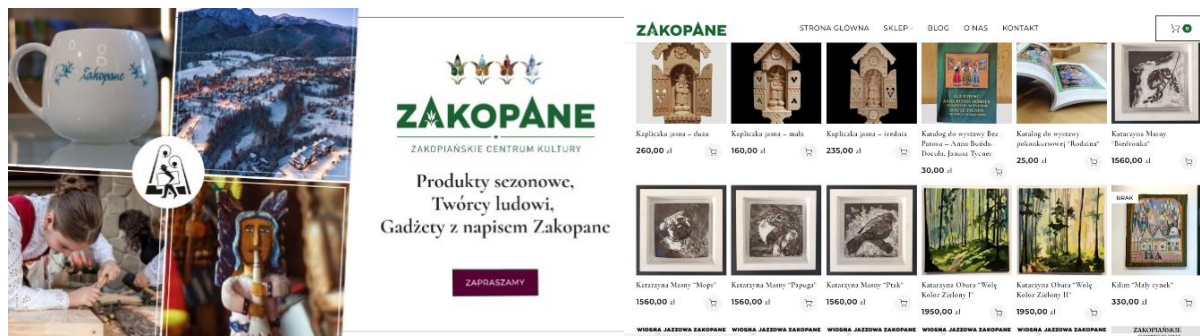 Zakopane
ZAKOPANE
ZAKOPIAŃSKIE CENTRUM KULTURY
Produkty sezonowe,
Twórcy ludowi,
Gadżety z napisem Zakopane
ZAPRASZAMY
ZAKOPANE
STRONA GŁÓWNA SKLEP BLOG O NAS KONTAKT
0
Kapliczka jasna – duża
260,00 zł
Kapliczka jasna – mała
160,00 zł
Kapliczka jasna – średnia
235,00 zł
Katalog do wystawy Bez
Patosu – Anna Buńda-
Doruła, Janusz Tycner
30,00 zł
Katalog do wystawy
pokonkursowej "Rodzina"
25,00 zł
Katarzyna Masny
"Biedronka"
1560,00 zł
Katarzyna Masny "Mops"
1560,00 zł
Katarzyna Masny "Papuga"
1560,00 zł
Katarzyna Masny "Ptak"
1560,00 zł
Katarzyna Obara "Wolę
Kolor Zielony I"
1950,00 zł
Katarzyna Obara "Wolę
Kolor Zielony II"
1950,00 zł
BRAK
Kilim "Mały rynek"
330,00 zł
WIOSNA JAZZOWA ZAKOPANE
WIOSNA JAZZOWA ZAKOPANE
WIOSNA JAZZOWA ZAKOPANE
WIOSNA JAZZOWA ZAKOPANE
WIOSNA JAZZOWA ZAKOPANE
ZAKOPIAŃSKIE